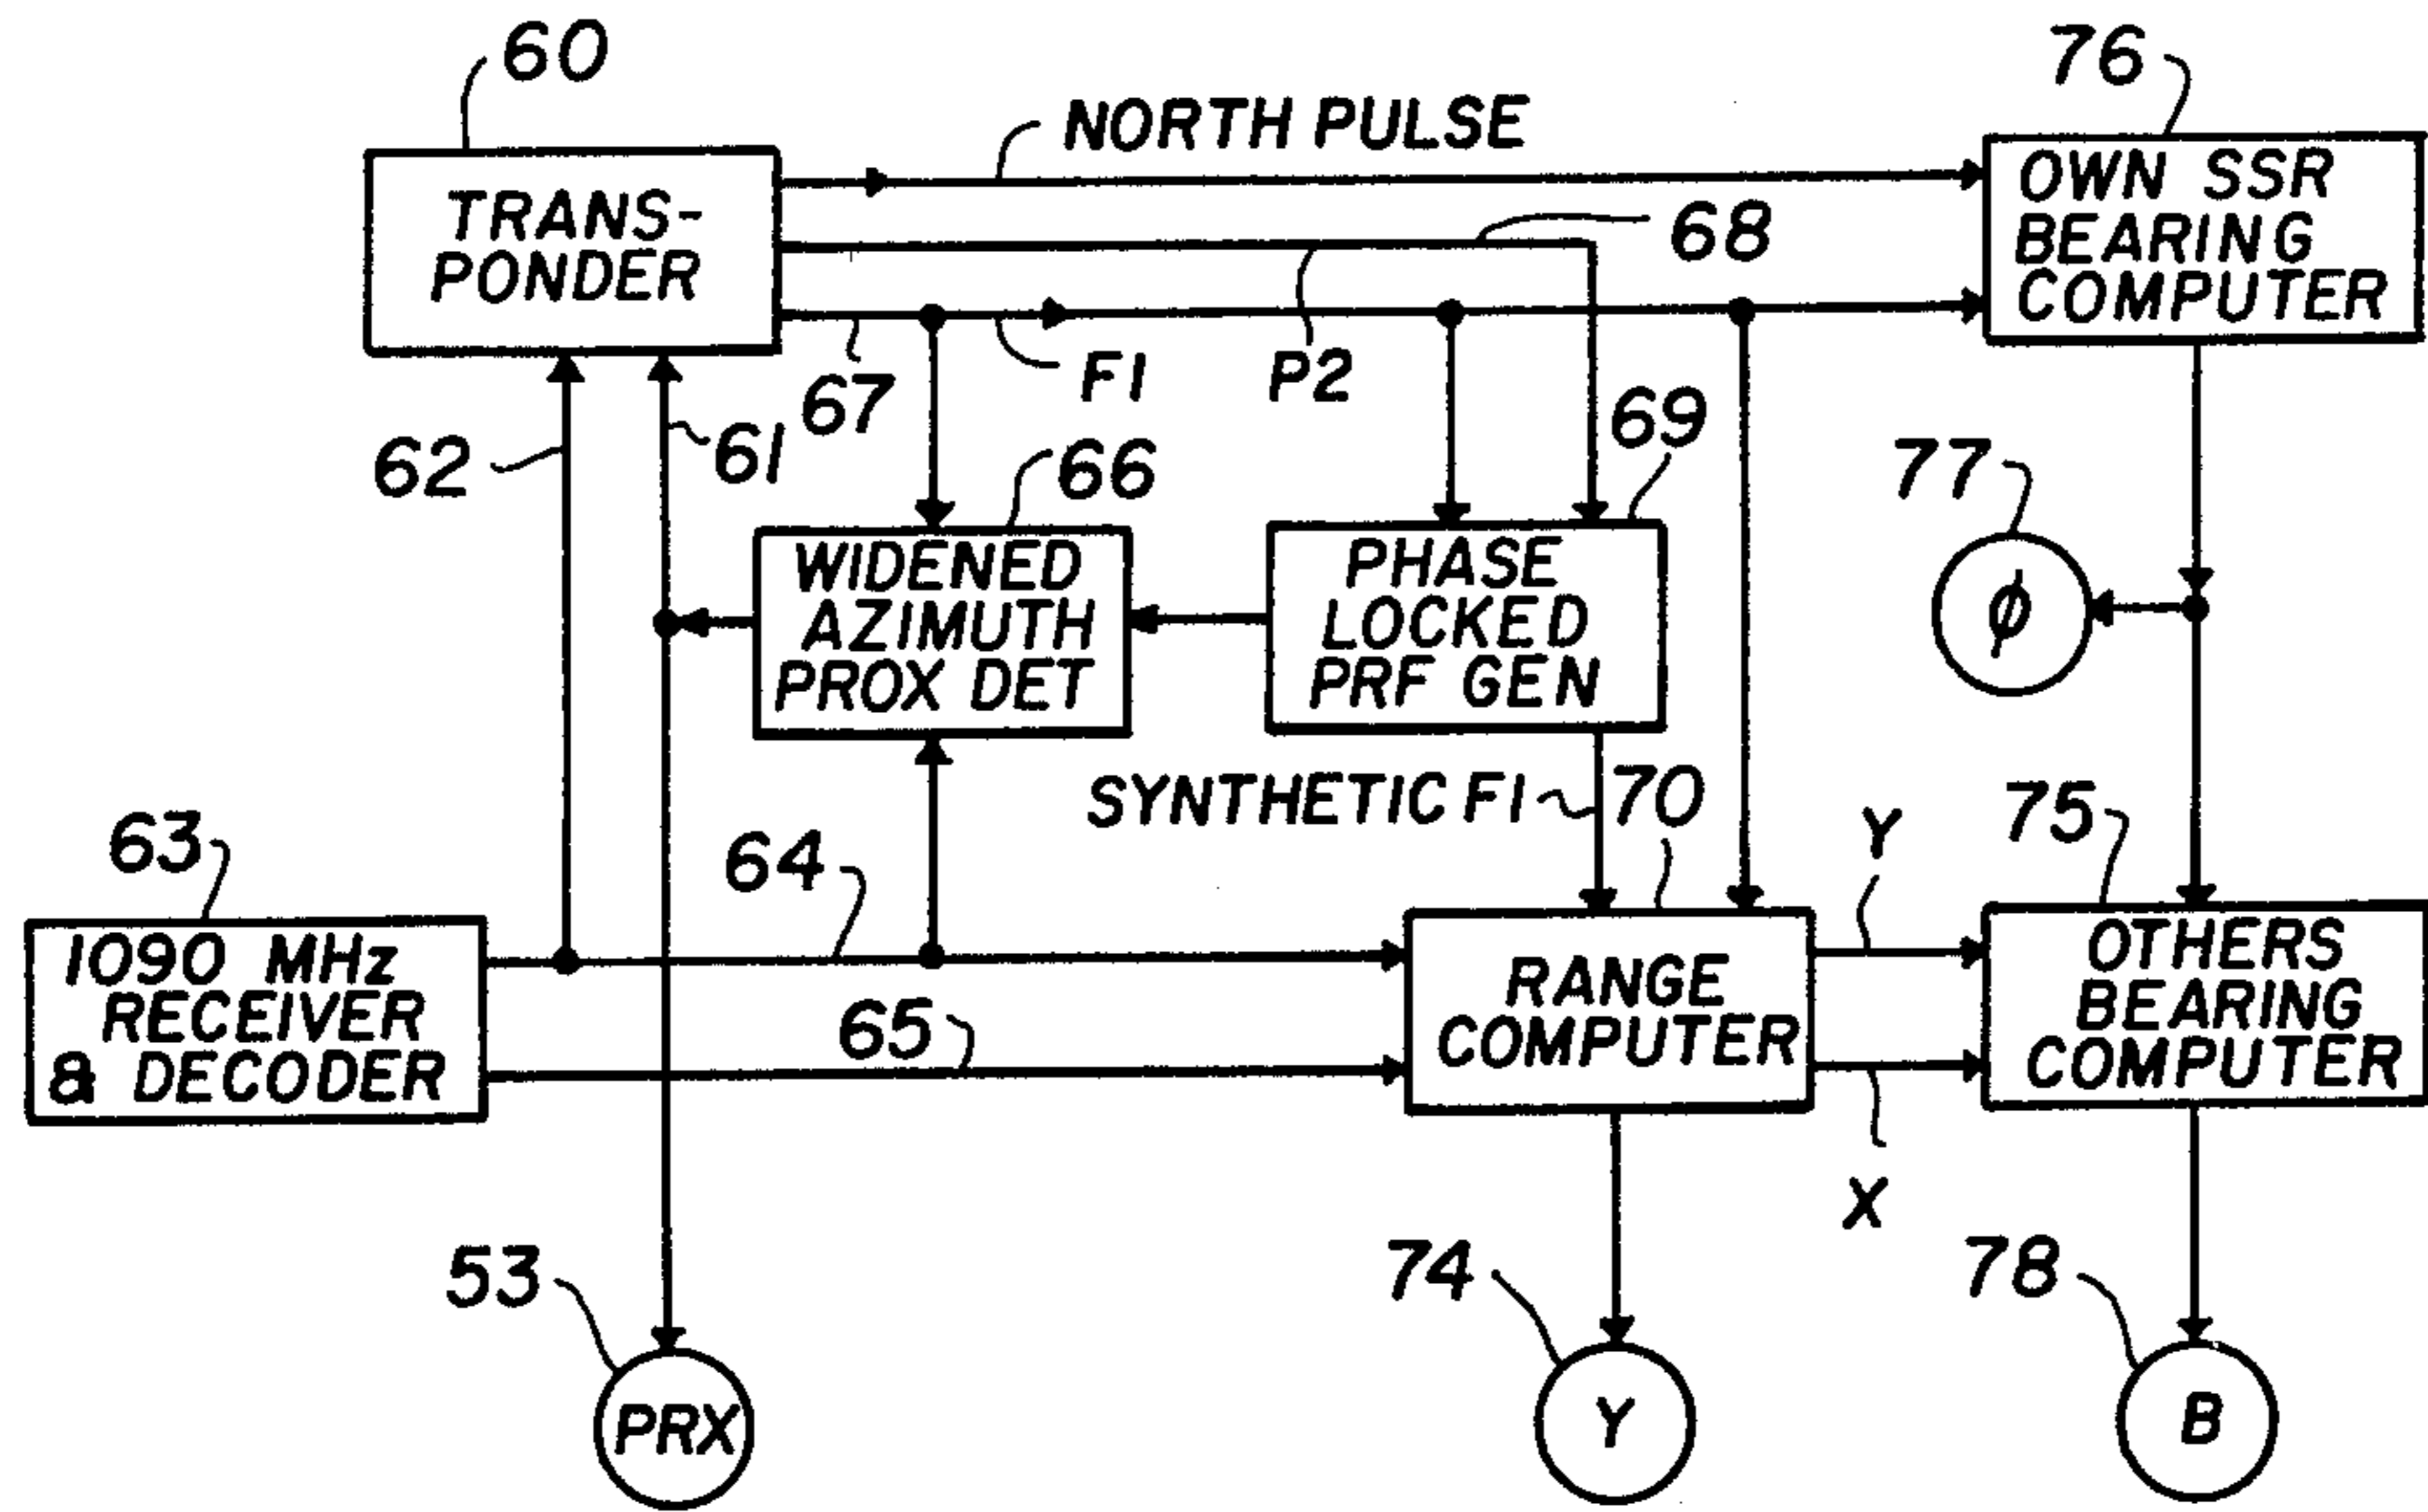 60
76
NORTH PULSE
TRANS-
PONDER
OWN SSR
BEARING
COMPUTER
68
67
F1
P2
62
61
66
69
77
WIDENED
AZIMUTH
PROX DET
PHASE
LOCKED
PRF GEN
ϕ
SYNTHETIC F1
70
63
64
Y
75
1090 MHz
RECEIVER
& DECODER
65
RANGE
COMPUTER
OTHERS
BEARING
COMPUTER
X
53
74
78
PRX
Y
B